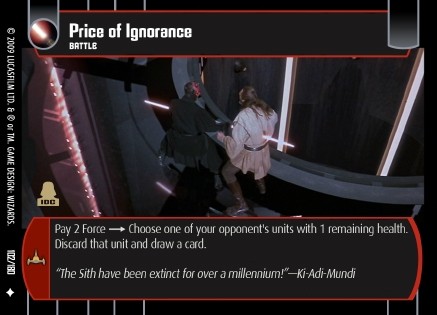 Price of Ignorance
BATTLE
IDC
Pay 2 Force → Choose one of your opponent's units with 1 remaining health.
Discard that unit and draw a card.
"The Sith have been extinct for over a millennium!"—Ki-Adi-Mundi
© 2009 LUCASFILM LTD. & ® or TM. GAME DESIGN: WIZARDS.